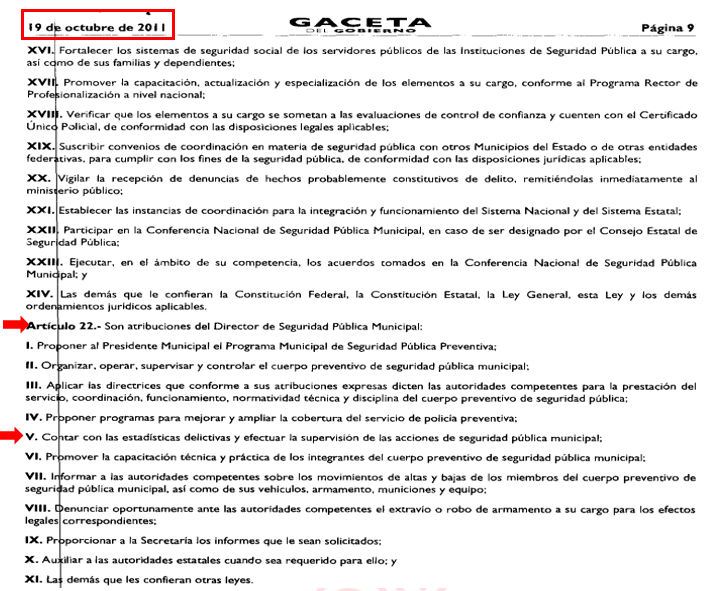 19 de octubre de 2011
GACETA
DEL GOBIERNO
Página 9
XVI. Fortalecer los sistemas de seguridad social de los servidores públicos de las Instituciones de Seguridad Pública a su cargo,
así como de sus familias y dependientes;
XVII. Promover la capacitación, actualización y especialización de los elementos a su cargo, conforme al Programa Rector de
Profesionalización a nivel nacional;
XVIII. Verificar que los elementos a su cargo se sometan a las evaluaciones de control de confianza y cuenten con el Certificado
Único Policial, de conformidad con las disposiciones legales aplicables;
XIX. Suscribir convenios de coordinación en materia de seguridad pública con otros Municipios del Estado o de otras entidades
federativas, para cumplir con los fines de la seguridad pública, de conformidad con las disposiciones jurídicas aplicables;
XX. Vigilar la recepción de denuncias de hechos probablemente constitutivos de delito, remitiéndolas inmediatamente al
ministerio público;
XXI. Establecer las instancias de coordinación para la integración y funcionamiento del Sistema Nacional y del Sistema Estatal;
XXII. Participar en la Conferencia Nacional de Seguridad Pública Municipal, en caso de ser designado por el Consejo Estatal de
Seguridad Pública;
XXIII. Ejecutar, en el ámbito de su competencia, los acuerdos tomados en la Conferencia Nacional de Seguridad Pública
Municipal; y
XIV. Las demás que le confieran la Constitución Federal, la Constitución Estatal, la Ley General, esta Ley y los demás
ordenamientos jurídicos aplicables.
Artículo 22.- Son atribuciones del Director de Seguridad Pública Municipal:
I. Proponer al Presidente Municipal el Programa Municipal de Seguridad Pública Preventiva;
II. Organizar, operar, supervisar y controlar el cuerpo preventivo de seguridad pública municipal;
III. Aplicar las directrices que conforme a sus atribuciones expresas dicten las autoridades competentes para la prestación del
servicio, coordinación, funcionamiento, normatividad técnica y disciplina del cuerpo preventivo de seguridad pública;
IV. Proponer programas para mejorar y ampliar la cobertura del servicio de policía preventiva;
V. Contar con las estadísticas delictivas y efectuar la supervisión de las acciones de seguridad pública municipal;
VI. Promover la capacitación técnica y práctica de los integrantes del cuerpo preventivo de seguridad pública municipal;
VII. Informar a las autoridades competentes sobre los movimientos de altas y bajas de los miembros del cuerpo preventivo de
seguridad pública municipal, así como de sus vehículos, armamento, municiones y equipo;
VIII. Denunciar oportunamente ante las autoridades competentes el extravío o robo de armamento a su cargo para los efectos
legales correspondientes;
IX. Proporcionar a la Secretaría los informes que le sean solicitados;
X. Auxiliar a las autoridades estatales cuando sea requerido para ello; y
XI. Las demás que les confieran otras leyes.